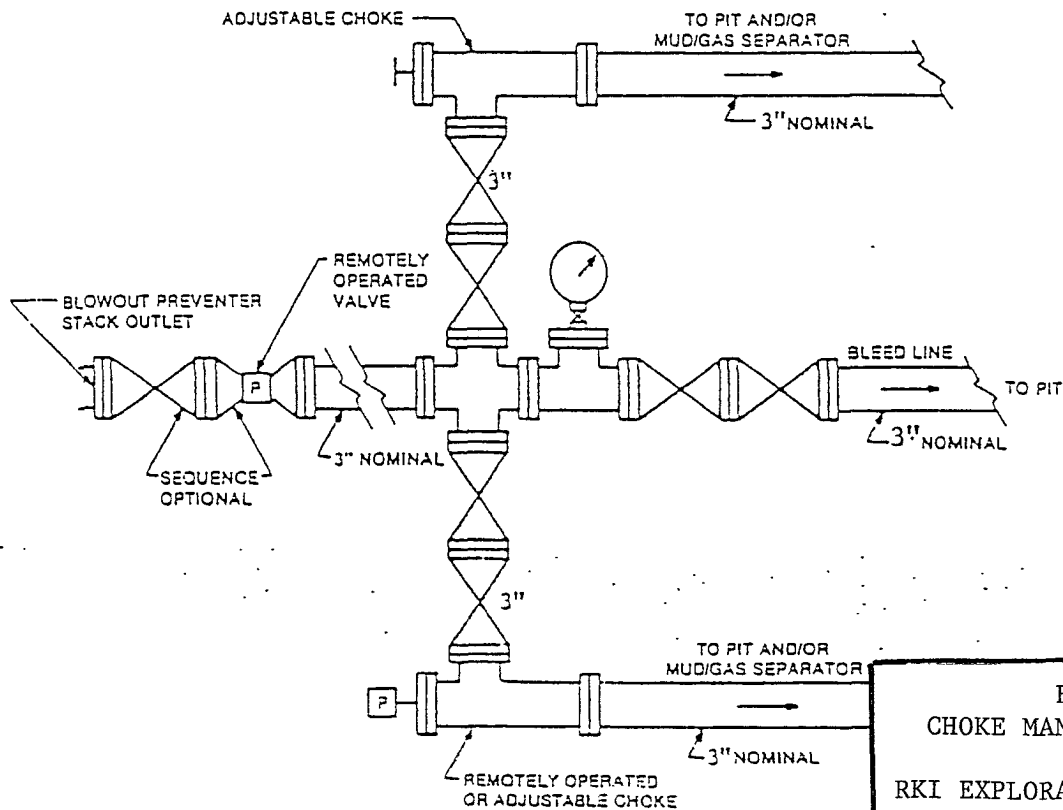 ADJUSTABLE CHOKE
TO PIT AND/OR
MUD/GAS SEPARATOR
3" NOMINAL
3"
REMOTELY
OPERATED
VALVE
BLOWOUT PREVENTER
STACK OUTLET
P
BLEED LINE
TO PIT
3" NOMINAL
3" NOMINAL
SEQUENCE
OPTIONAL
3"
TO PIT AND/OR
MUD/GAS SEPARATOR
P
3" NOMINAL
REMOTELY OPERATED
OR ADJUSTABLE CHOKE
CHOKE MAN
RKI EXPLORA